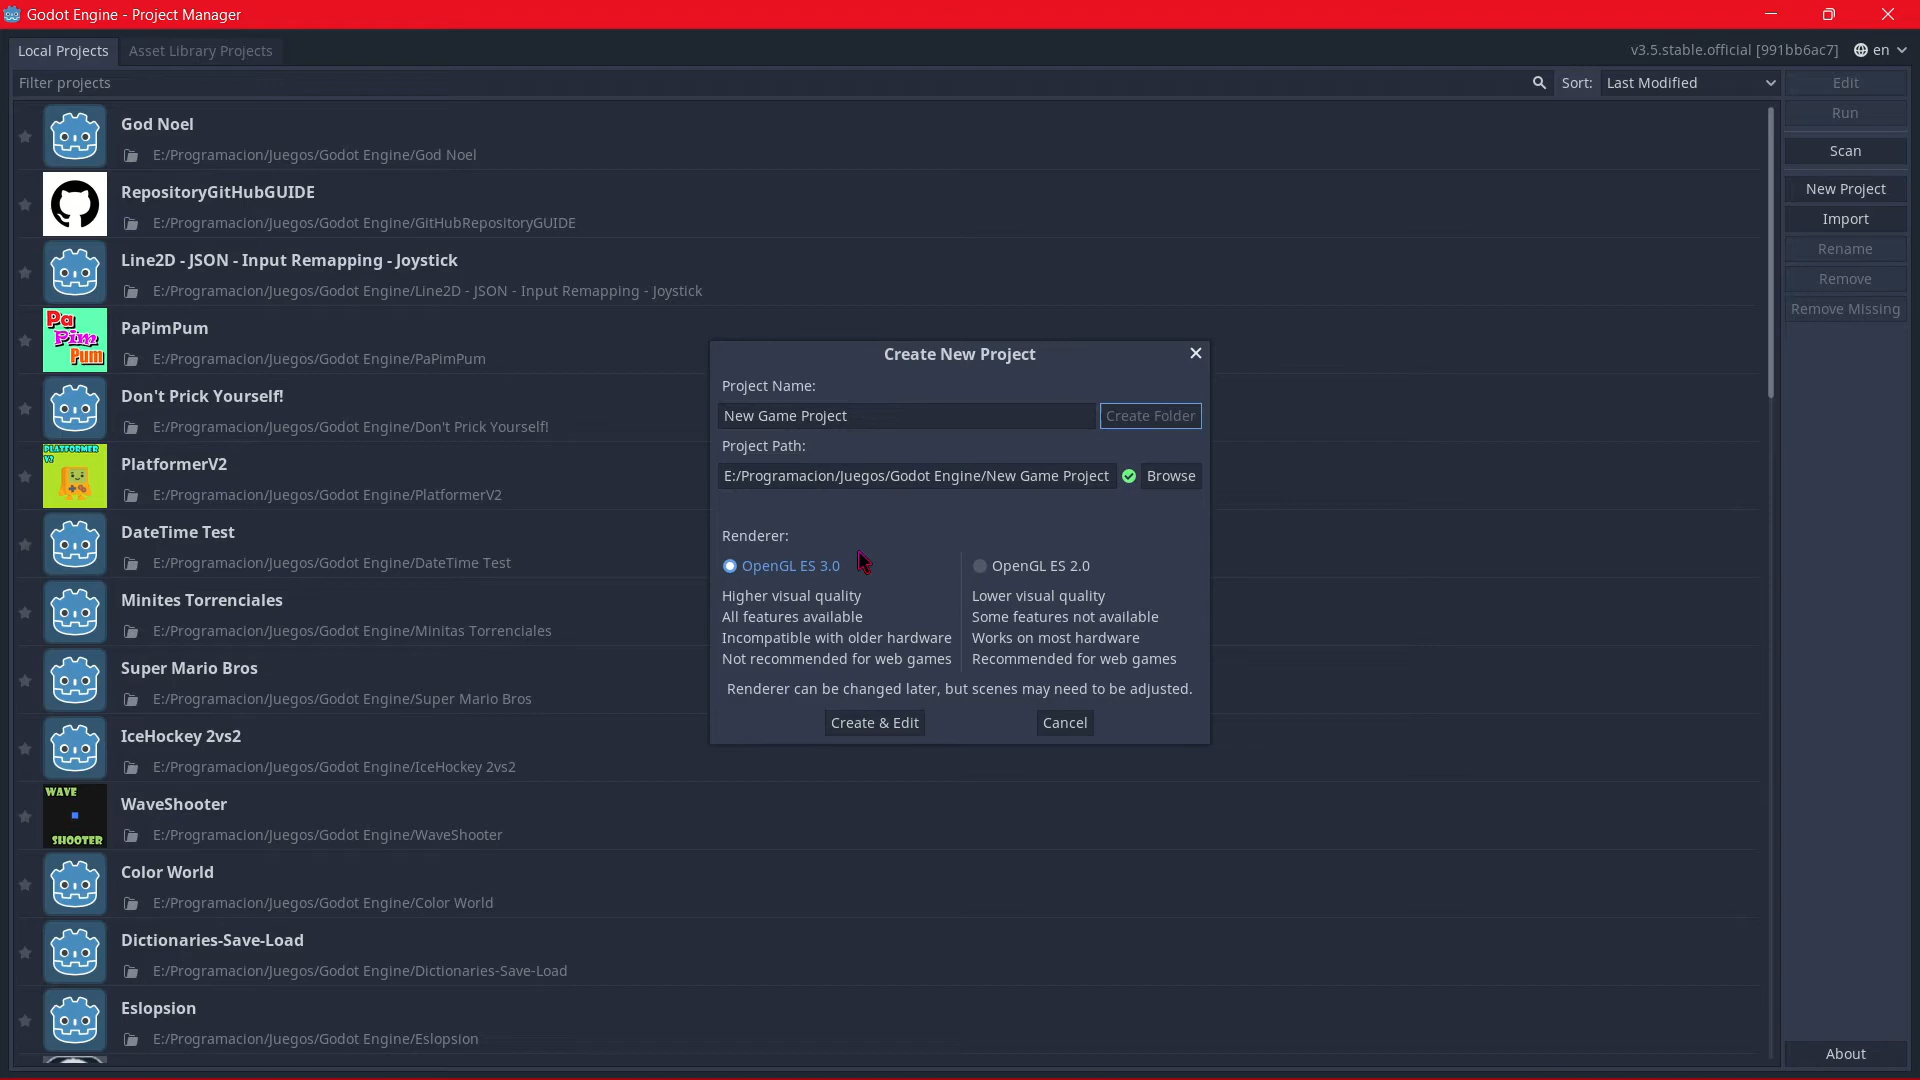 Godot Engine - Project Manager
Local Projects
Asset Library Projects
v3.5.stable.official [991bb6ac7]
en
Filter projects
Sort:
Last Modified
Edit
Run
Scan
New Project
Import
Rename
Remove
Remove Missing
God Noel
E:/Programacion/Juegos/Godot Engine/God Noel
RepositoryGitHubGUIDE
E:/Programacion/Juegos/Godot Engine/GitHubRepositoryGUIDE
Line2D - JSON - Input Remapping - Joystick
E:/Programacion/Juegos/Godot Engine/Line2D - JSON - Input Remapping - Joystick
Pa
Pim
Pum
PaPimPum
E:/Programacion/Juegos/Godot Engine/PaPimPum
Don't Prick Yourself!
E:/Programacion/Juegos/Godot Engine/Don't Prick Yourself!
PLATFORMER
V2
PlatformerV2
E:/Programacion/Juegos/Godot Engine/PlatformerV2
DateTime Test
E:/Programacion/Juegos/Godot Engine/DateTime Test
Minites Torrenciales
E:/Programacion/Juegos/Godot Engine/Minitas Torrenciales
Super Mario Bros
E:/Programacion/Juegos/Godot Engine/Super Mario Bros
IceHockey 2vs2
E:/Programacion/Juegos/Godot Engine/IceHockey 2vs2
WAVE
SHOOTER
WaveShooter
E:/Programacion/Juegos/Godot Engine/WaveShooter
Color World
E:/Programacion/Juegos/Godot Engine/Color World
Dictionaries-Save-Load
E:/Programacion/Juegos/Godot Engine/Dictionaries-Save-Load
Eslopsion
E:/Programacion/Juegos/Godot Engine/Eslopsion
Create New Project
Project Name:
New Game Project
Create Folder
Project Path:
E:/Programacion/Juegos/Godot Engine/New Game Project
Browse
Renderer:
OpenGL ES 3.0
Higher visual quality
All features available
Incompatible with older hardware
Not recommended for web games
OpenGL ES 2.0
Lower visual quality
Some features not available
Works on most hardware
Recommended for web games
Renderer can be changed later, but scenes may need to be adjusted.
Create & Edit
Cancel
About